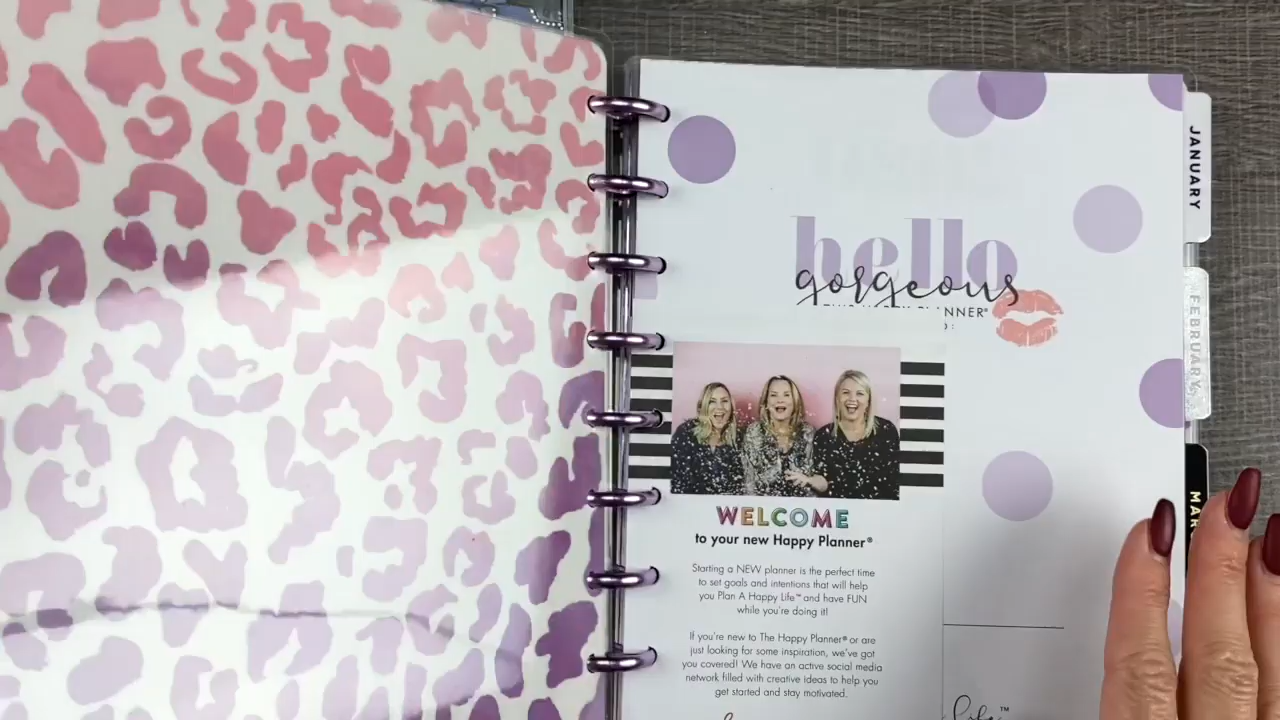 hello
gorgeous
PLANNER®
JANUARY
FEBRUARY
MAR
WELCOME
to your new Happy Planner®
Starting a NEW planner is the perfect time
to set goals and intentions that will help
you Plan A Happy Life™ and have FUN
while you're doing it!
If you're new to The Happy Planner® or are
just looking for some inspiration, we've got
you covered! We have an active social media
network filled with creative ideas to help you
get started and stay motivated.
life™